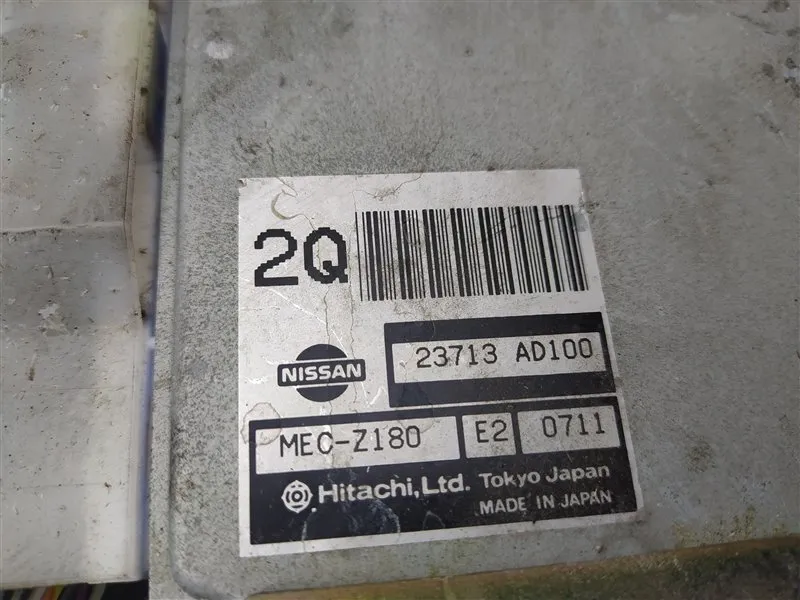 2Q
NISSAN
23713 AD100
MEC-Z180 E2 0711
Hitachi, Ltd. Tokyo Japan
MADE IN JAPAN